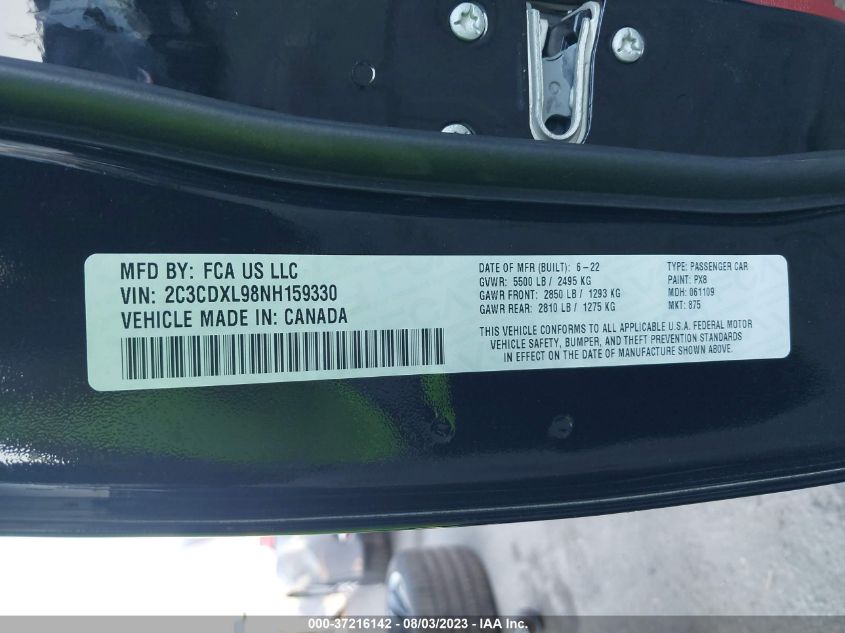 MFD BY: FCA US LLC
VIN: 2C3CDXL98NH159330
VEHICLE MADE IN: CANADA
DATE OF MFR (BUILT): 6-22
GVWR: 5500 LB / 2495 KG
GAWR FRONT: 2850 LB / 1293 KG
GAWR REAR: 2810 LB / 1275 KG
TYPE: PASSENGER CAR
PAINT: PX8
MDH: 061109
MKT: 875
THIS VEHICLE CONFORMS TO ALL APPLICABLE U.S.A. FEDERAL MOTOR
VEHICLE SAFETY, BUMPER, AND THEFT PREVENTION STANDARDS
IN EFFECT ON THE DATE OF MANUFACTURE SHOWN ABOVE.
000-37216142 - 08/03/2023 - IAAI.com